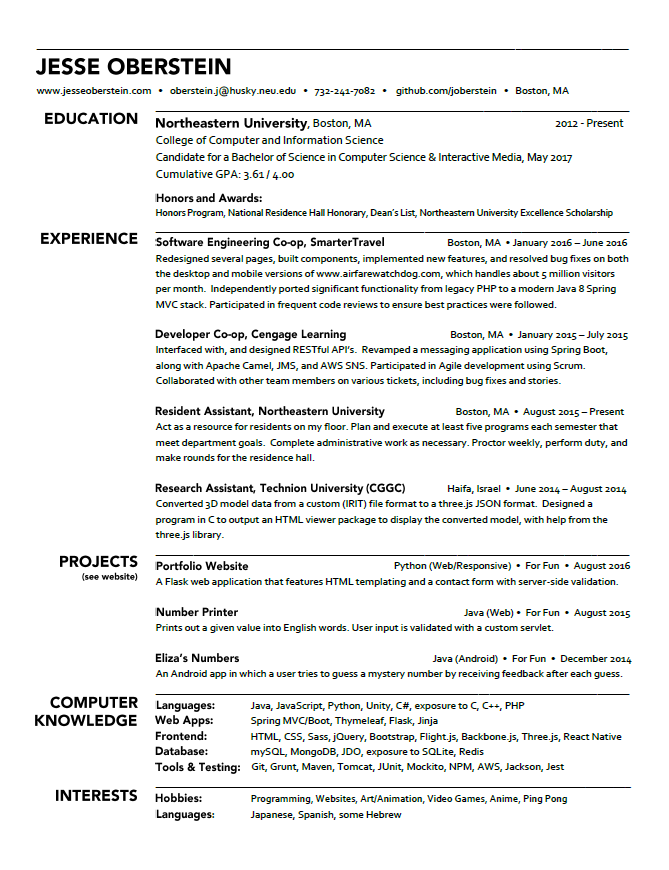 JESSE OBERSTEIN
www.jesseoberstein.com • oberstein.j@husky.neu.edu • 732-241-7082 • github.com/joberstein • Boston, MA
EDUCATION
Northeastern University, Boston, MA 2012 - Present
College of Computer and Information Science
Candidate for a Bachelor of Science in Computer Science & Interactive Media, May 2017
Cumulative GPA: 3.61 / 4.00
Honors and Awards:
Honors Program, National Residence Hall Honorary, Dean's List, Northeastern University Excellence Scholarship
EXPERIENCE
Software Engineering Co-op, SmarterTravel Boston, MA • January 2016 – June 2016
Redesigned several pages, built components, implemented new features, and resolved bug fixes on both
the desktop and mobile versions of www.airfarewatchdog.com, which handles about 5 million visitors
per month. Independently ported significant functionality from legacy PHP to a modern Java 8 Spring
MVC stack. Participated in frequent code reviews to ensure best practices were followed.
Developer Co-op, Cengage Learning Boston, MA • January 2015 – July 2015
Interfaced with, and designed RESTful API's. Revamped a messaging application using Spring Boot,
along with Apache Camel, JMS, and AWS SNS. Participated in Agile development using Scrum.
Collaborated with other team members on various tickets, including bug fixes and stories.
Resident Assistant, Northeastern University Boston, MA • August 2015 – Present
Act as a resource for residents on my floor. Plan and execute at least five programs each semester that
meet department goals. Complete administrative work as necessary. Proctor weekly, perform duty, and
make rounds for the residence hall.
Research Assistant, Technion University (CGGC) Haifa, Israel • June 2014 – August 2014
Converted 3D model data from a custom (IRIT) file format to a three.js JSON format. Designed a
program in C to output an HTML viewer package to display the converted model, with help from the
three.js library.
PROJECTS
(see website)
Portfolio Website Python (Web/Responsive) • For Fun • August 2016
A Flask web application that features HTML templating and a contact form with server-side validation.
Number Printer Java (Web) • For Fun • August 2015
Prints out a given value into English words. User input is validated with a custom servlet.
Eliza's Numbers Java (Android) • For Fun • December 2014
An Android app in which a user tries to guess a mystery number by receiving feedback after each guess.
COMPUTER
KNOWLEDGE
Languages: Java, JavaScript, Python, Unity, C#, exposure to C, C++, PHP
Web Apps: Spring MVC/Boot, Thymeleaf, Flask, Jinja
Frontend: HTML, CSS, Sass, jQuery, Bootstrap, Flight.js, Backbone.js, Three.js, React Native
Database: mySQL, MongoDB, JDO, exposure to SQLite, Redis
Tools & Testing: Git, Grunt, Maven, Tomcat, JUnit, Mockito, NPM, AWS, Jackson, Jest
INTERESTS
Hobbies: Programming, Websites, Art/Animation, Video Games, Anime, Ping Pong
Languages: Japanese, Spanish, some Hebrew